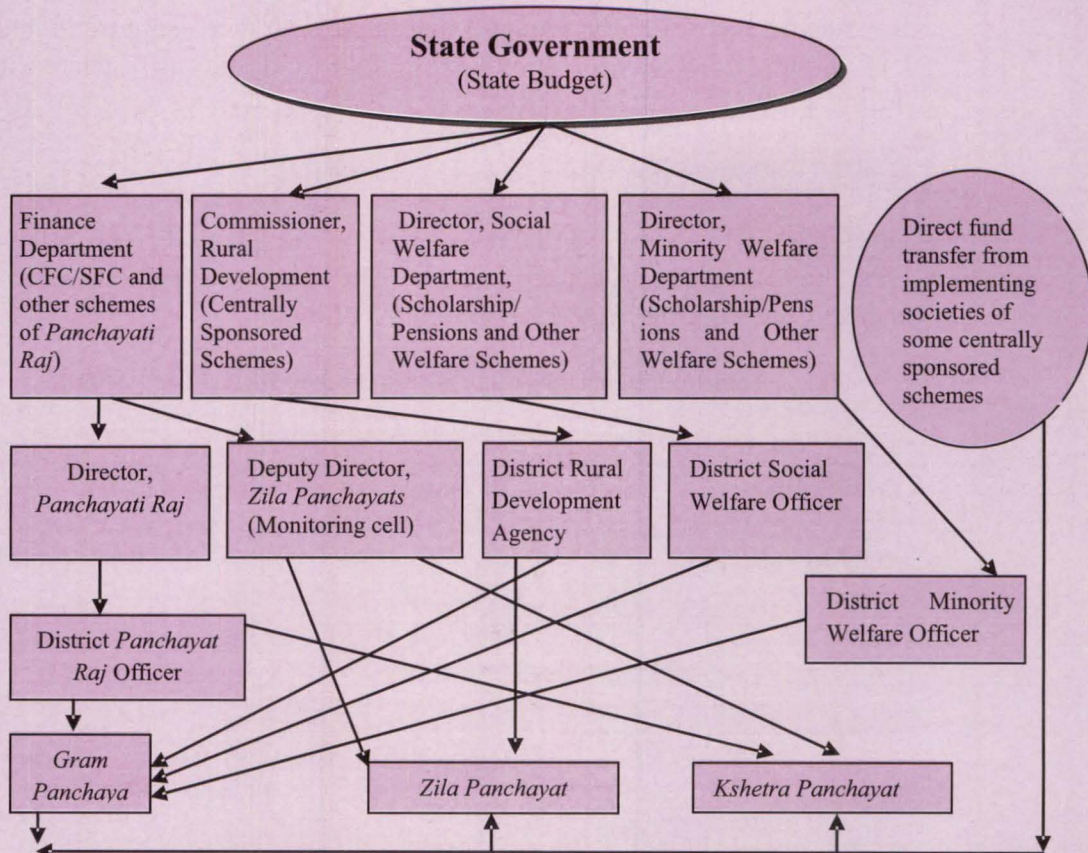 State Government
(State Budget)
Finance
Department
(CFC/SFC and
other schemes
of Panchayati
Raj)
Commissioner,
Rural
Development
(Centrally
Sponsored
Schemes)
Director, Social
Welfare
Department,
(Scholarship/
Pensions and Other
Welfare Schemes)
Director,
Minority Welfare
Department
(Scholarship/Pens
ions and Other
Welfare Schemes)
Direct fund
transfer from
implementing
societies of
some centrally
sponsored
schemes
Director,
Panchayati Raj
Deputy Director,
Zila Panchayats
(Monitoring cell)
District Rural
Development
Agency
District Social
Welfare Officer
District Minority
Welfare Officer
District Panchayat
Raj Officer
Gram
Panchaya
Zila Panchayat
Kshetra Panchayat